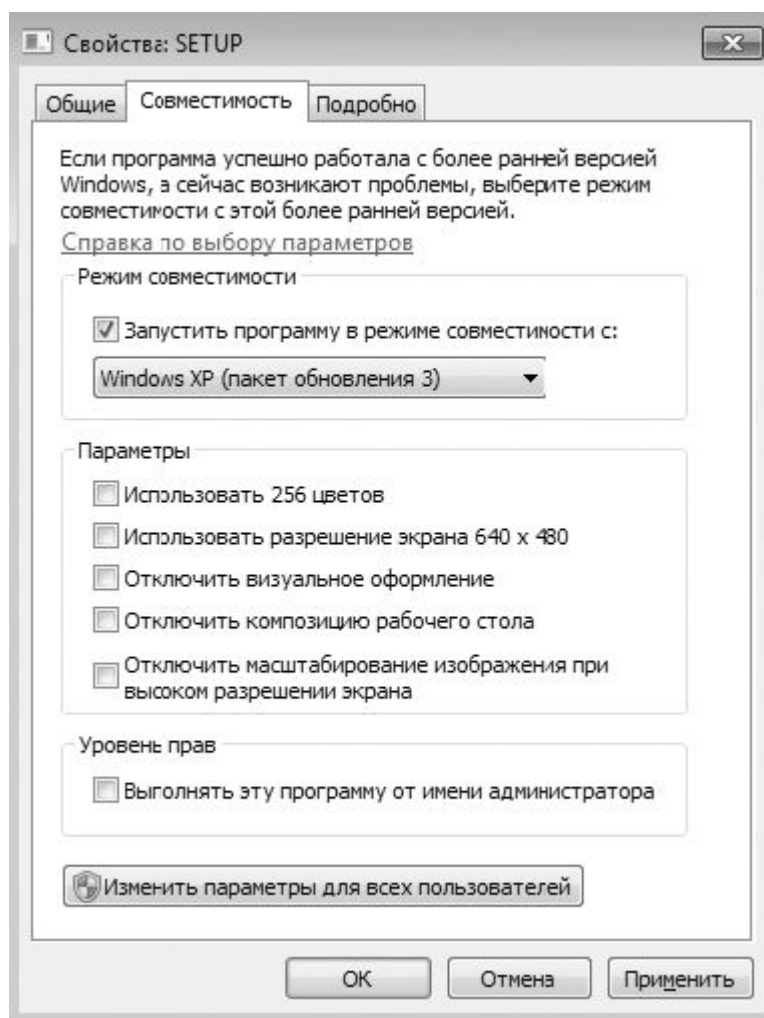 Свойства: SETUP
Общие
Совместимость
Подробно
Если программа успешно работала с более ранней версией
Windows, а сейчас возникают проблемы, выберите режим
совместимости с этой более ранней версией.
Справка по выбору параметров
Режим совместимости
Запустить программу в режиме совместимости с:
Windows XP (пакет обновления 3)
Параметры
Использовать 256 цветов
Использовать разрешение экрана 640 x 480
Отключить визуальное оформление
Отключить композицию рабочего стола
Отключить масштабирование изображения при
высоком разрешении экрана
Уровень прав
Выполнять эту программу от имени администратора
Изменить параметры для всех пользователей
ОК
Отмена
Применить